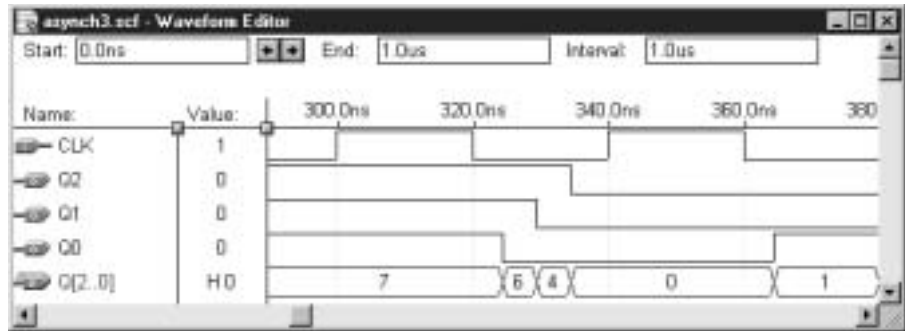 asynch3.scf - Waveform Editor
Start: 0.0ns End: 1.0us Interval: 1.0us
Name: Value: 300.0ns 320.0ns 340.0ns 360.0ns 380
CLK 1
Q2 0
Q1 0
Q0 0
Q[2..0] H 0 7 6 4 0 1